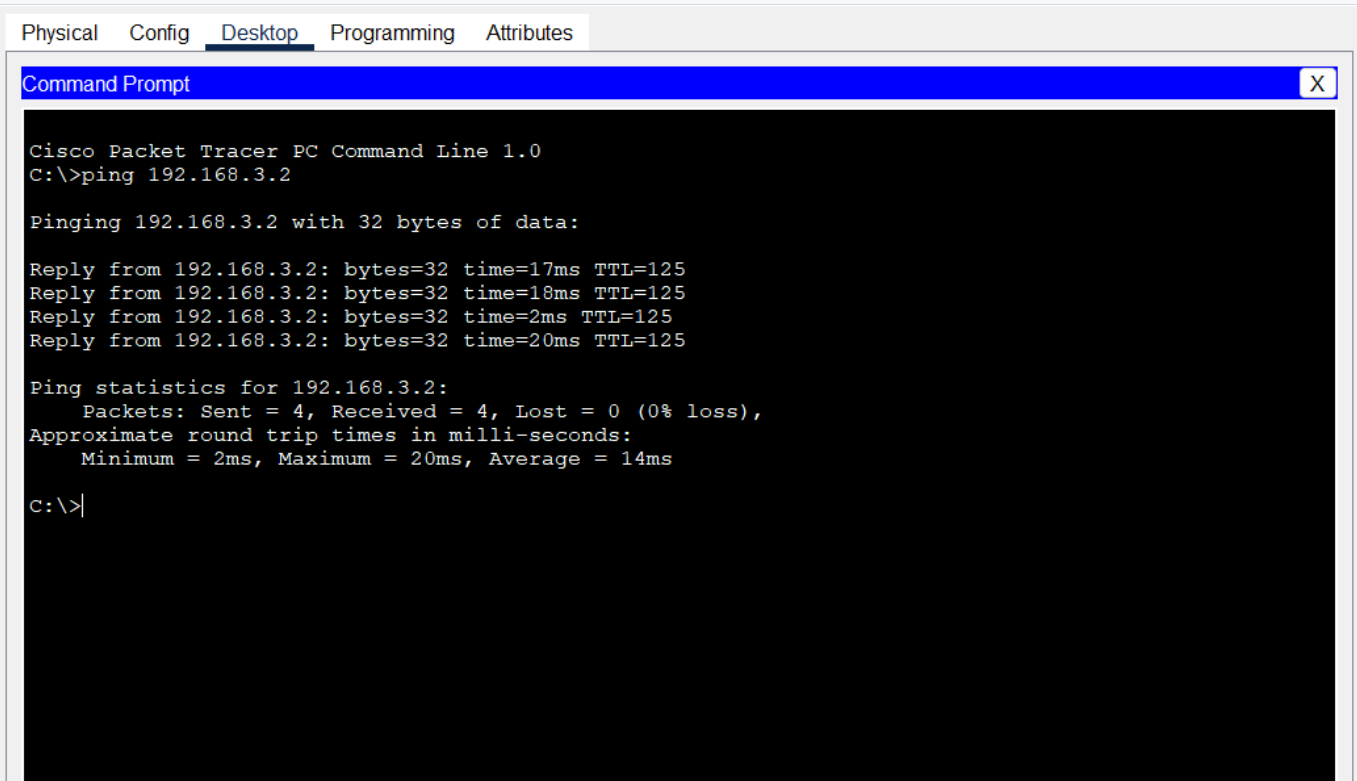 Physical Config Desktop Programming Attributes
Command Prompt X
Cisco Packet Tracer PC Command Line 1.0
C:\>ping 192.168.3.2
Pinging 192.168.3.2 with 32 bytes of data:
Reply from 192.168.3.2: bytes=32 time=17ms TTL=125
Reply from 192.168.3.2: bytes=32 time=18ms TTL=125
Reply from 192.168.3.2: bytes=32 time=2ms TTL=125
Reply from 192.168.3.2: bytes=32 time=20ms TTL=125
Ping statistics for 192.168.3.2:
Packets: Sent = 4, Received = 4, Lost = 0 (0% loss),
Approximate round trip times in milli-seconds:
Minimum = 2ms, Maximum = 20ms, Average = 14ms
C:\>